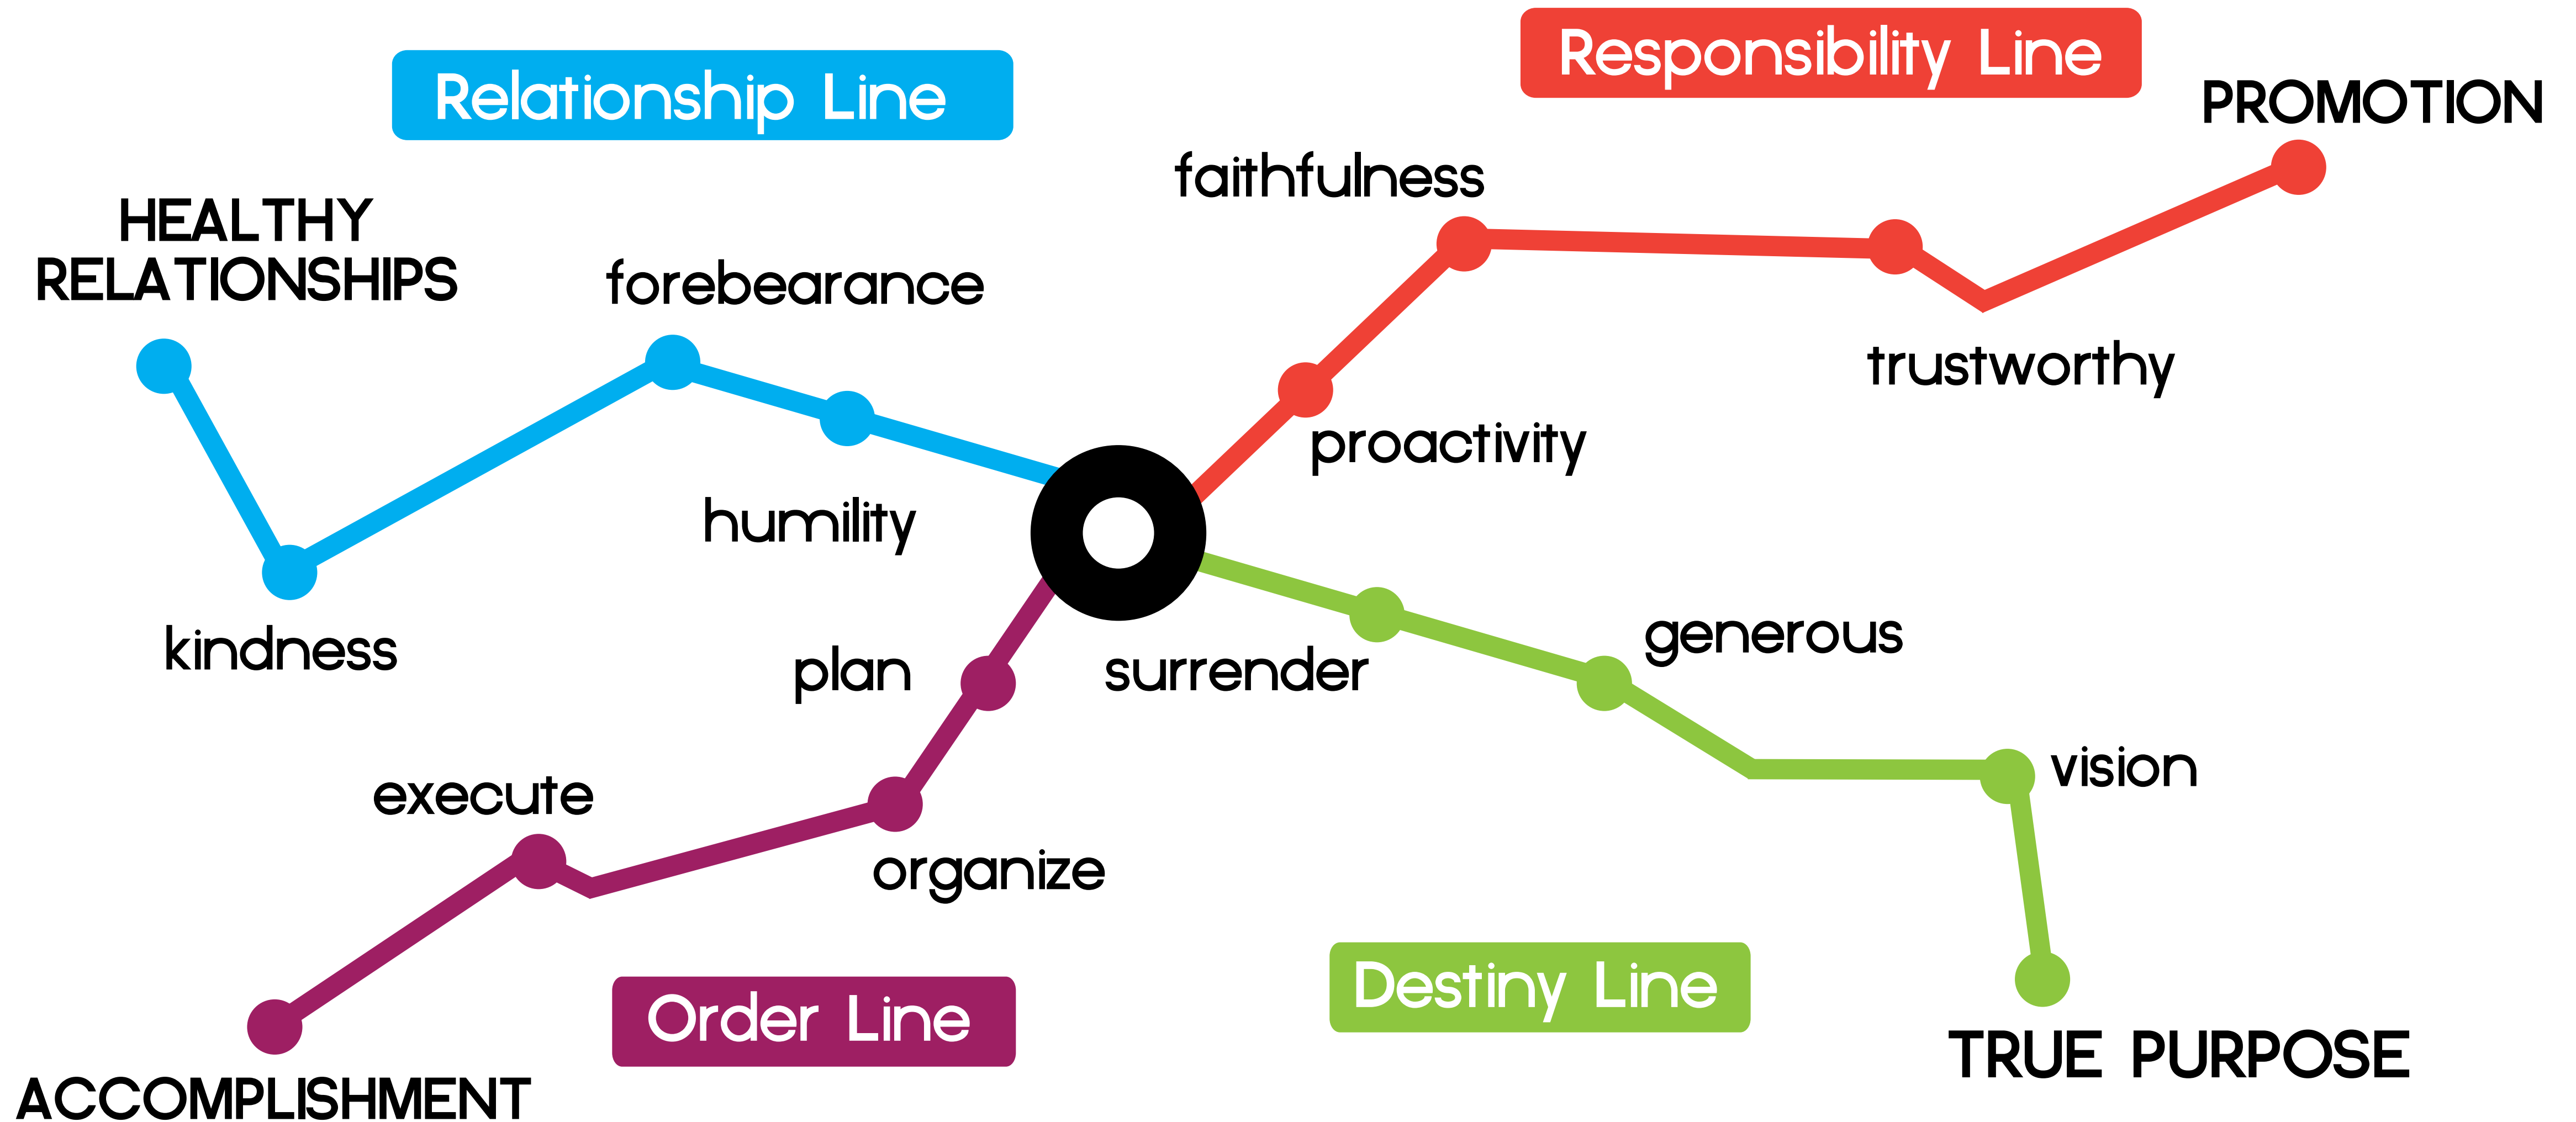 Relationship Line
Responsibility Line
PROMOTION
HEALTHY
RELATIONSHIPS
faithfulness
forebearance
trustworthy
proactivity
humility
kindness
plan
surrender
generous
vision
execute
organize
Order Line
Destiny Line
TRUE PURPOSE
ACCOMPLISHMENT